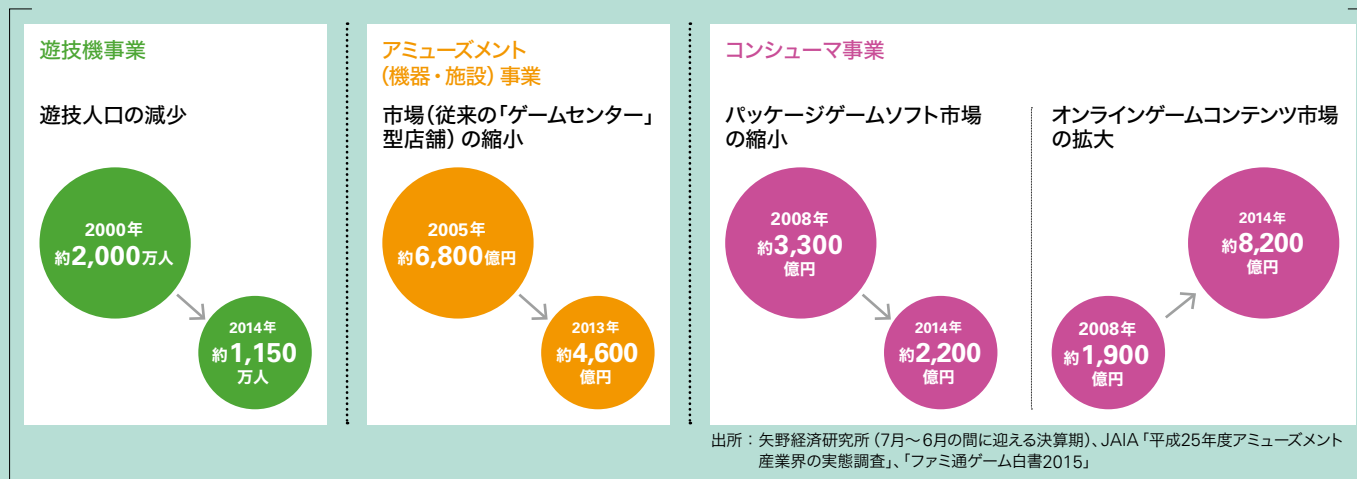 遊技機事業
遊技人口の減少
2000年
約2,000万人
2014年
約1,150
万人
アミューズメント
(機器・施設)事業
市場(従来の「ゲームセンター」
型店舗)の縮小
2005年
約6,800億円
2013年
約4,600
億円
コンシューマ事業
パッケージゲームソフト市場
の縮小
2008年
約3,300
億円
2014年
約2,200
億円
オンラインゲームコンテンツ市場
の拡大
2014年
約8,200
億円
2008年
約1,900
億円
出所:矢野経済研究所(7月〜6月の間に迎える決算期)、JAIA「平成25年度アミューズメント
産業界の実態調査」、「ファミ通ゲーム白書2015」